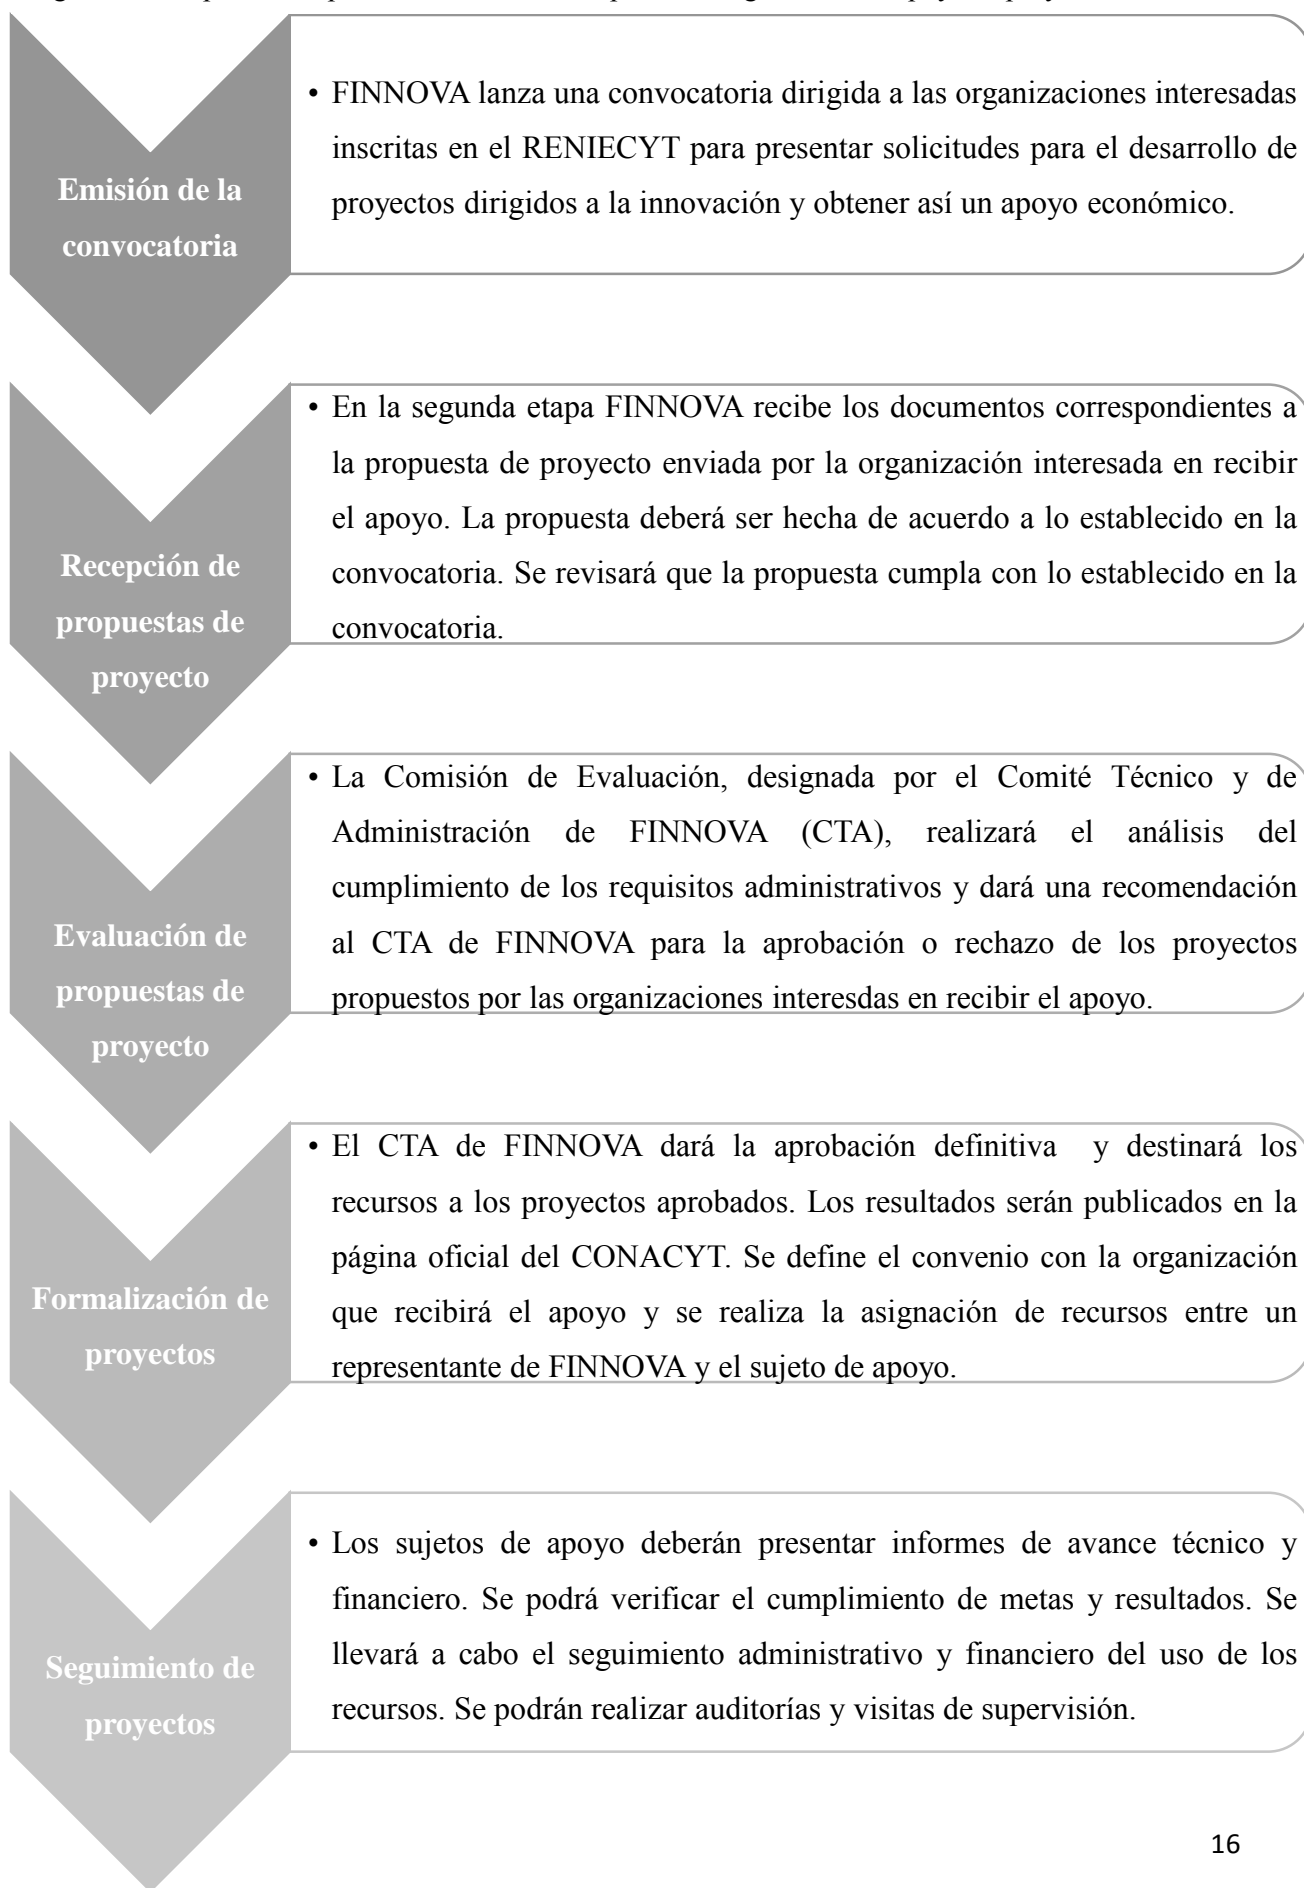 Emisión de la
convocatoria
• FINNOVA lanza una convocatoria dirigida a las organizaciones interesadas
inscritas en el RENIECYT para presentar solicitudes para el desarrollo de
proyectos dirigidos a la innovación y obtener así un apoyo económico.
Recepción de
propuestas de
proyecto
• En la segunda etapa FINNOVA recibe los documentos correspondientes a
la propuesta de proyecto enviada por la organización interesada en recibir
el apoyo. La propuesta deberá ser hecha de acuerdo a lo establecido en la
convocatoria. Se revisará que la propuesta cumpla con lo establecido en la
convocatoria.
Evaluación de
propuestas de
proyecto
• La Comisión de Evaluación, designada por el Comité Técnico y de
Administración de FINNOVA (CTA), realizará el análisis del
cumplimiento de los requisitos administrativos y dará una recomendación
al CTA de FINNOVA para la aprobación o rechazo de los proyectos
propuestos por las organizaciones interesdas en recibir el apoyo.
Formalización de
proyectos
• El CTA de FINNOVA dará la aprobación definitiva y destinará los
recursos a los proyectos aprobados. Los resultados serán publicados en la
página oficial del CONACYT. Se define el convenio con la organización
que recibirá el apoyo y se realiza la asignación de recursos entre un
representante de FINNOVA y el sujeto de apoyo.
Seguimiento de
proyectos
• Los sujetos de apoyo deberán presentar informes de avance técnico y
financiero. Se podrá verificar el cumplimiento de metas y resultados. Se
llevará a cabo el seguimiento administrativo y financiero del uso de los
recursos. Se podrán realizar auditorías y visitas de supervisión.
16